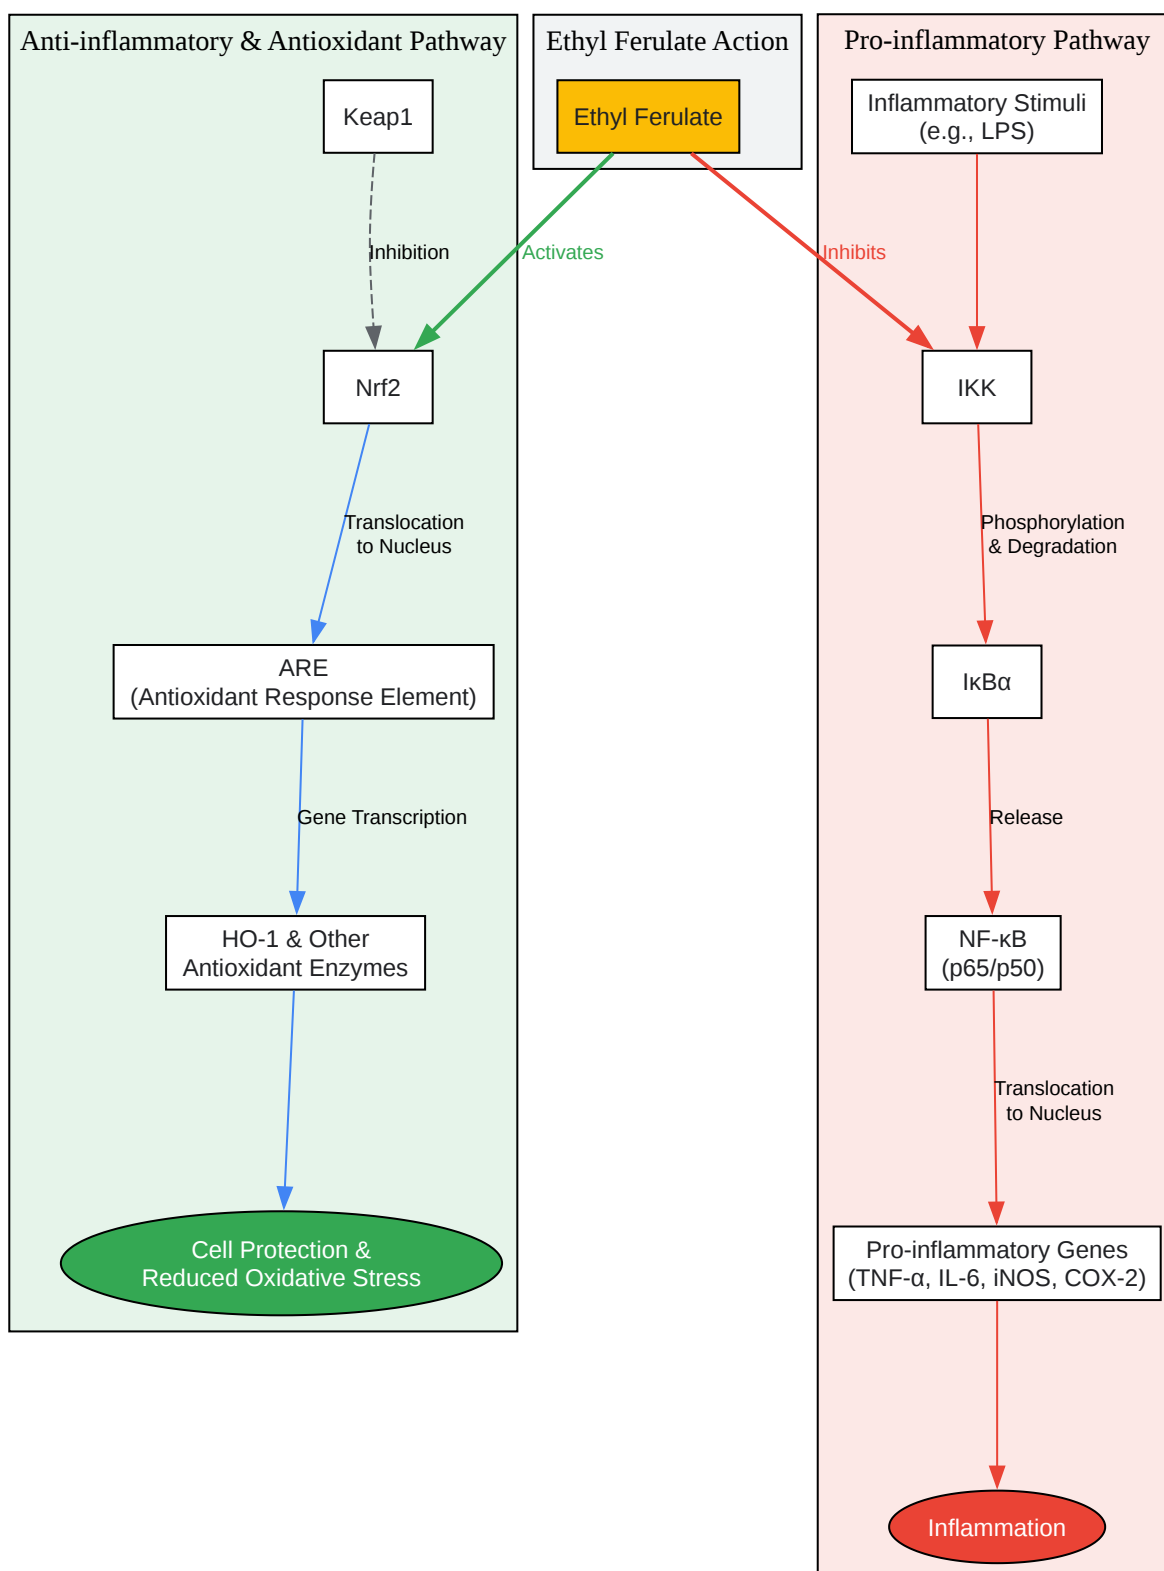 Anti-inflammatory & Antioxidant Pathway
Keap1
Inhibition
Nrf2
Translocation
to Nucleus
ARE
(Antioxidant Response Element)
Gene Transcription
HO-1 & Other
Antioxidant Enzymes
Cell Protection &
Reduced Oxidative Stress
Ethyl Ferulate Action
Ethyl Ferulate
Activates
Inhibits
Pro-inflammatory Pathway
Inflammatory Stimuli
(e.g., LPS)
IKK
Phosphorylation
& Degradation
IκBα
Release
NF-κB
(p65/p50)
Translocation
to Nucleus
Pro-inflammatory Genes
(TNF-α, IL-6, iNOS, COX-2)
Inflammation